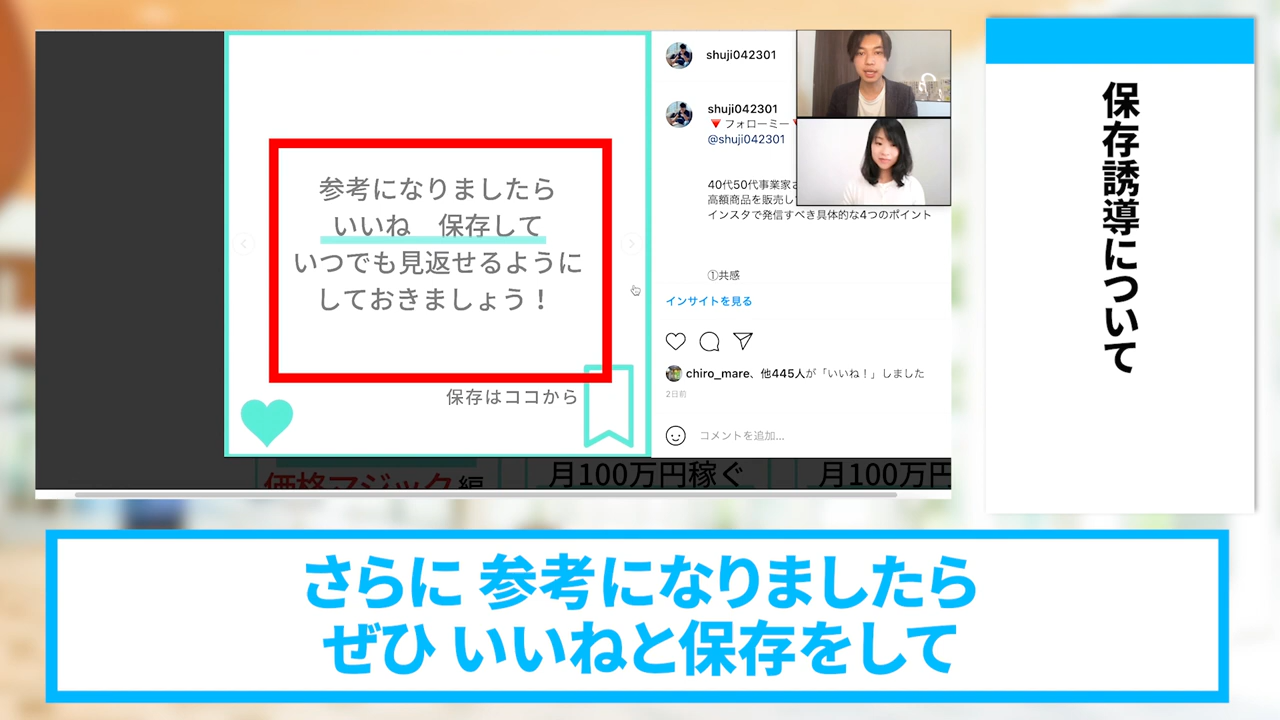 参考になりましたら
いいね 保存して
いつでも見返せるように
しておきましょう！
保存はココから
shuji042301
shuji042301
🔻フォローミー🔻
@shuji042301
40代50代事業家
高額商品を販売し
インスタで発信すべき具体的な4つのポイント
①共感
インサイトを見る
chiro_mare、他445人が「いいね！」しました
2日前
コメントを追加...
価格マジック編
月100万円稼ぐ
月100万円
保存誘導について
さらに 参考になりましたら
ぜひ いいねと保存をして